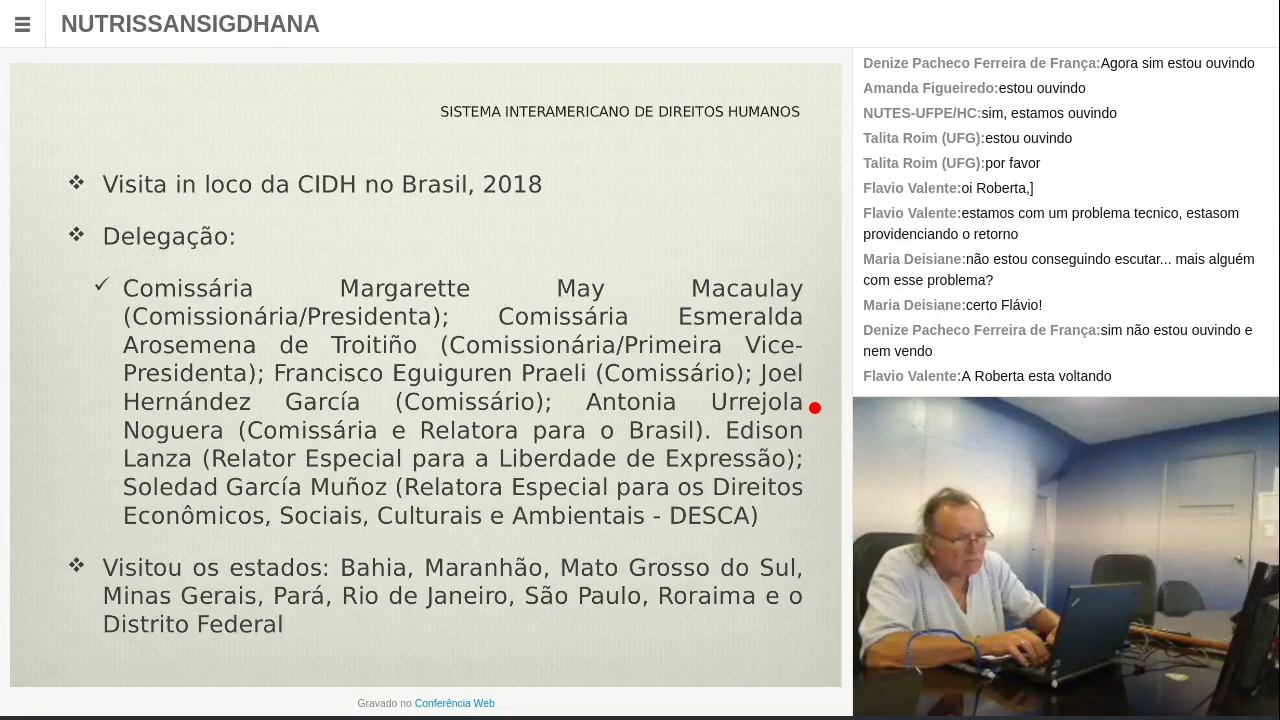 NUTRISSANSIGDHANA
SISTEMA INTERAMERICANO DE DIREITOS HUMANOS
Visita in loco da CIDH no Brasil, 2018
Delegação:
Comissária Margarette May Macaulay
(Comissionária/Presidenta); Comissária Esmeralda
Arosemena de Troitiño (Comissionária/Primeira Vice-
Presidenta); Francisco Eguiguren Praeli (Comissário); Joel
Hernández García (Comissário); Antonia Urrejola
Noguera (Comissária e Relatora para o Brasil). Edison
Lanza (Relator Especial para a Liberdade de Expressão);
Soledad García Muñoz (Relatora Especial para os Direitos
Econômicos, Sociais, Culturais e Ambientais - DESCA)
Visitou os estados: Bahia, Maranhão, Mato Grosso do Sul,
Minas Gerais, Pará, Rio de Janeiro, São Paulo, Roraima e o
Distrito Federal
Gravado no Conferência Web
Denize Pacheco Ferreira de França:Agora sim estou ouvindo
Amanda Figueiredo:estou ouvindo
NUTES-UFPE/HC:sim, estamos ouvindo
Talita Roim (UFG):estou ouvindo
Talita Roim (UFG):por favor
Flavio Valente:oi Roberta,]
Flavio Valente:estamos com um problema tecnico, estasom
providenciando o retorno
Maria Deisiane:não estou conseguindo escutar... mais alguém
com esse problema?
Maria Deisiane:certo Flávio!
Denize Pacheco Ferreira de França:sim não estou ouvindo e
nem vendo
Flavio Valente:A Roberta esta voltando